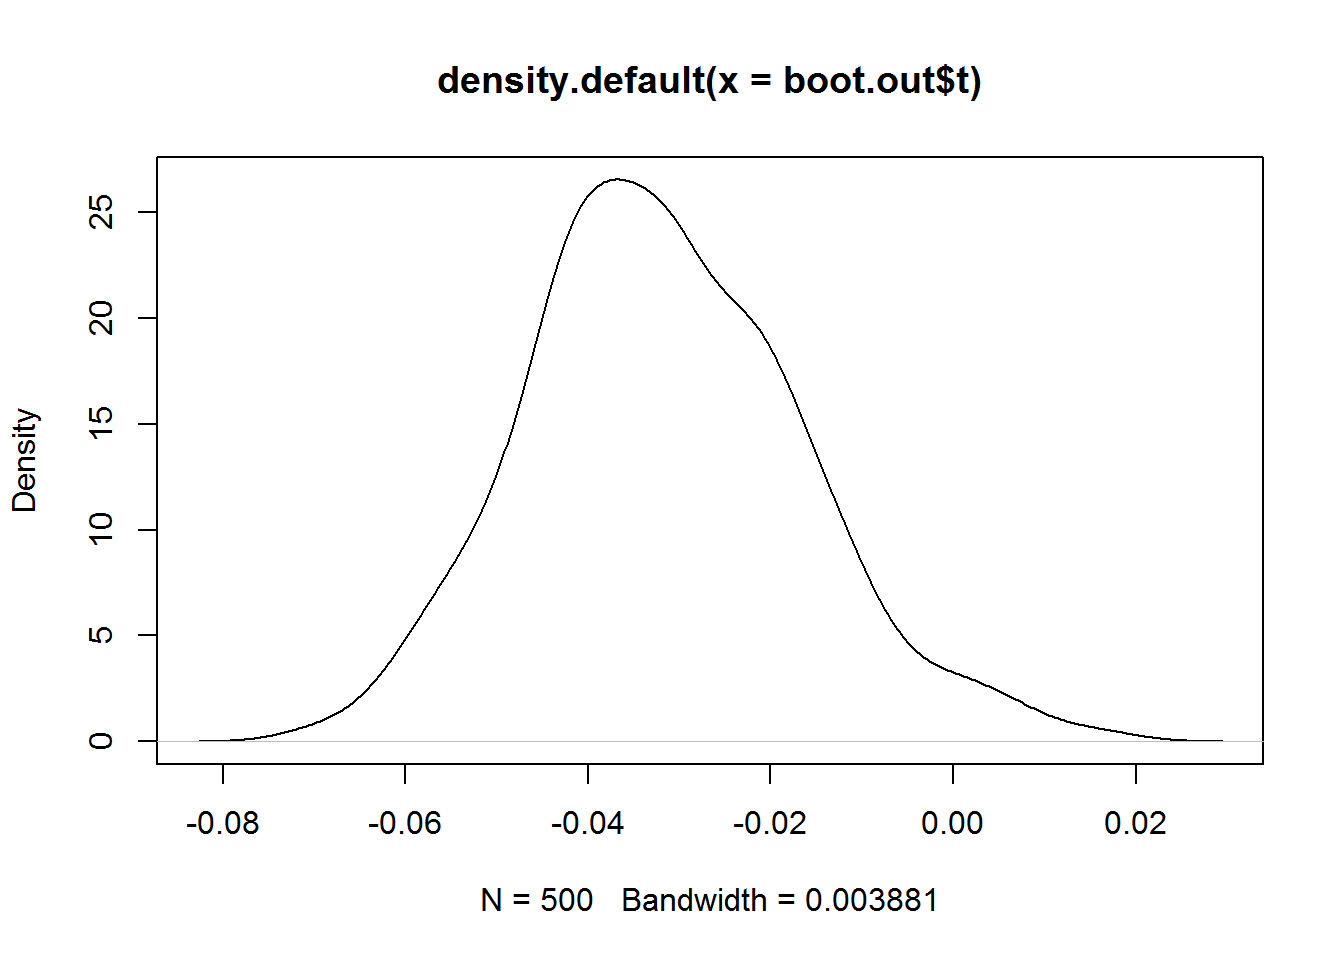 density.default(x = boot.out$t)
Density
25
20
15
10
5
0
-0.08 -0.06 -0.04 -0.02 0.00 0.02
N = 500 Bandwidth = 0.003881